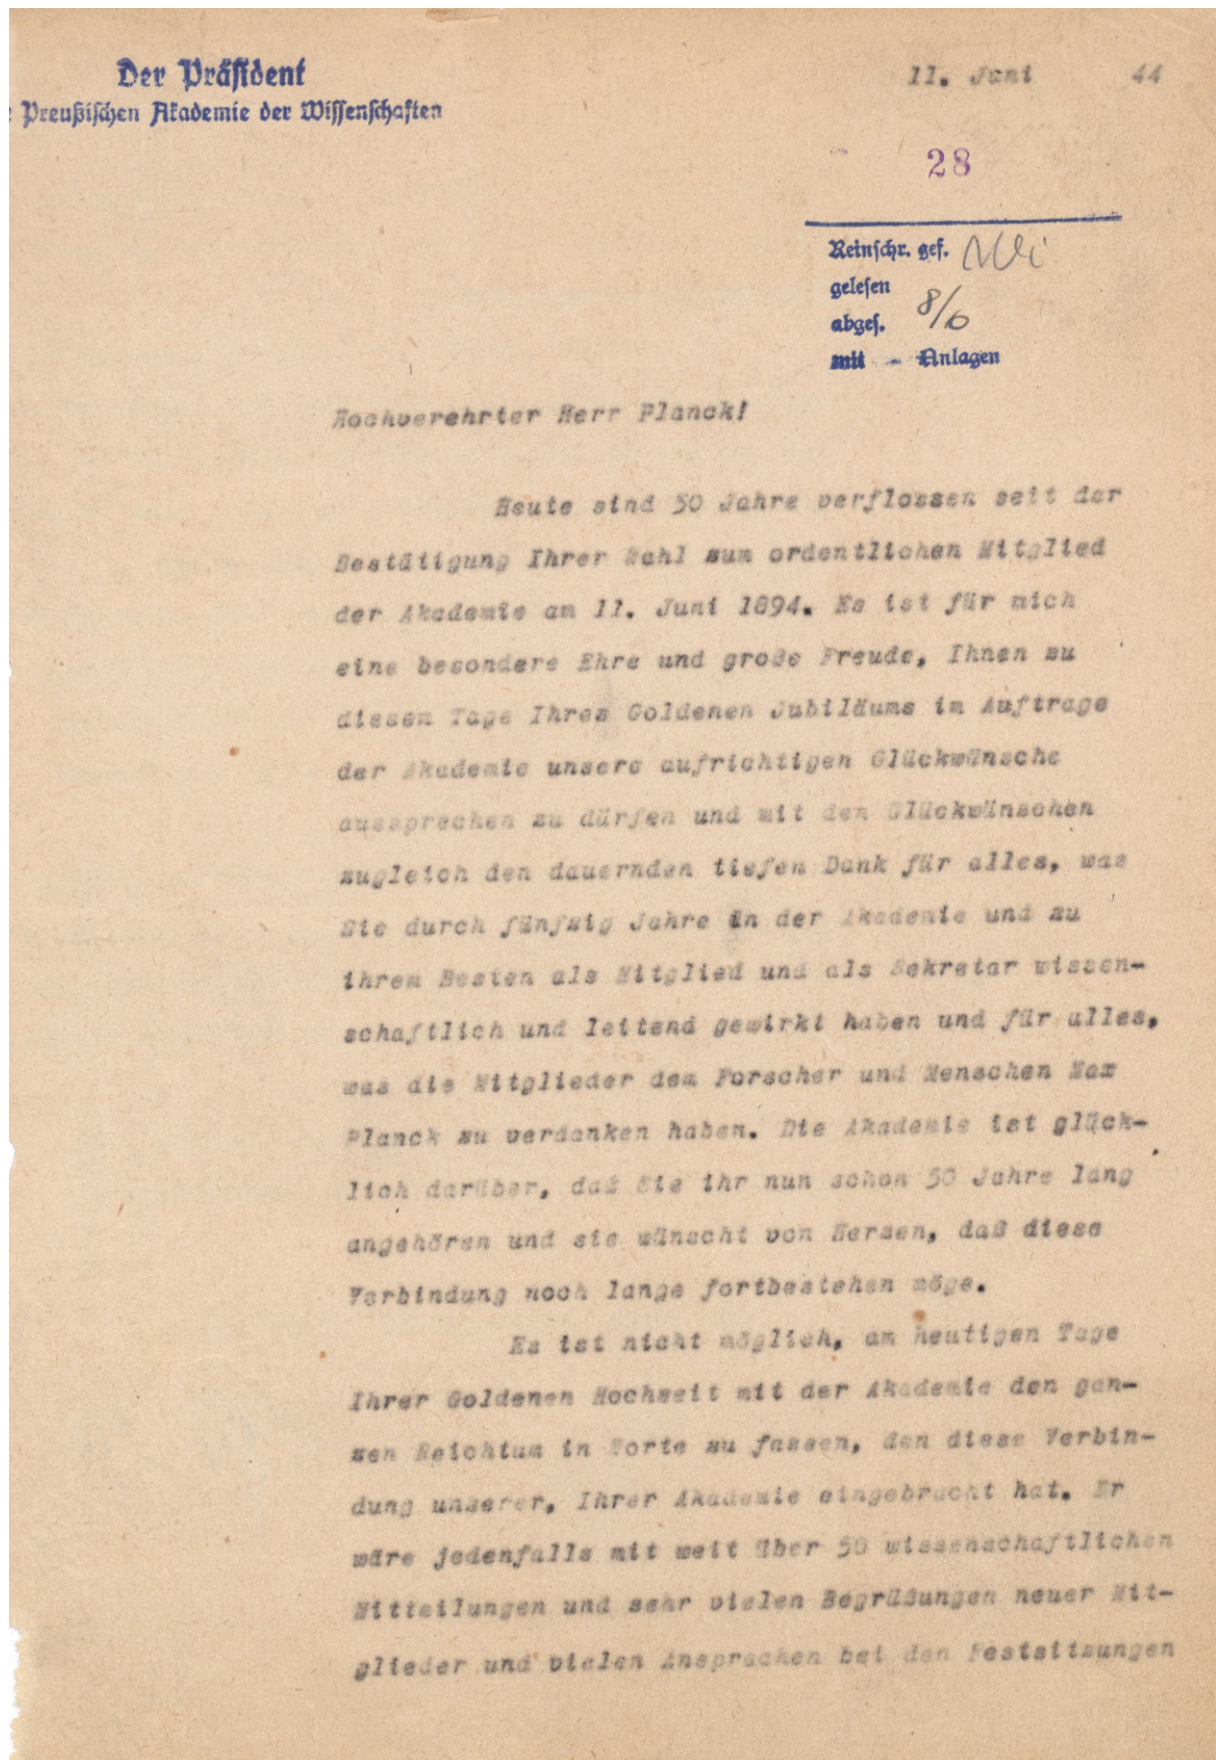 Der Präsident
Preußischen Akademie der Wissenschaften
11. Juni 44
28
Reinschr. gef.
gelesen
abges. 8/6
mit - Anlagen
Hochverehrter Herr Planck!
Heute sind 50 Jahre verflossen seit der
Bestätigung Ihrer Wahl zum ordentlichen Mitglied
der Akademie am 11. Juni 1894. Es ist für mich
eine besondere Ehre und große Freude, Ihnen zu
diesem Tage Ihres Goldenen Jubiläums im Auftrage
der Akademie unsere aufrichtigen Glückwünsche
aussprechen zu dürfen und mit den Glückwünschen
zugleich den dauernden tiefen Dank für alles, was
Sie durch fünfzig Jahre in der Akademie und zu
ihrem Besten als Mitglied und als Sekretar wissen-
schaftlich und leitend gewirkt haben und für alles,
was die Mitglieder dem Forscher und Menschen Max
Planck zu verdanken haben. Die Akademie ist glück-
lich darüber, daß Sie ihr nun schon 50 Jahre lang
angehören und sie wünscht von Herzen, daß diese
Verbindung noch lange fortbestehen möge.
Es ist nicht möglich, am heutigen Tage
Ihrer Goldenen Hochzeit mit der Akademie den gan-
zen Reichtum in Worte zu fassen, den diese Verbin-
dung unserer, Ihrer Akademie eingebracht hat. Er
wäre jedenfalls mit weit über 50 wissenschaftlichen
Mitteilungen und sehr vielen Begrüßungen neuer Mit-
glieder und vielen Ansprachen bei den Festsitzungen